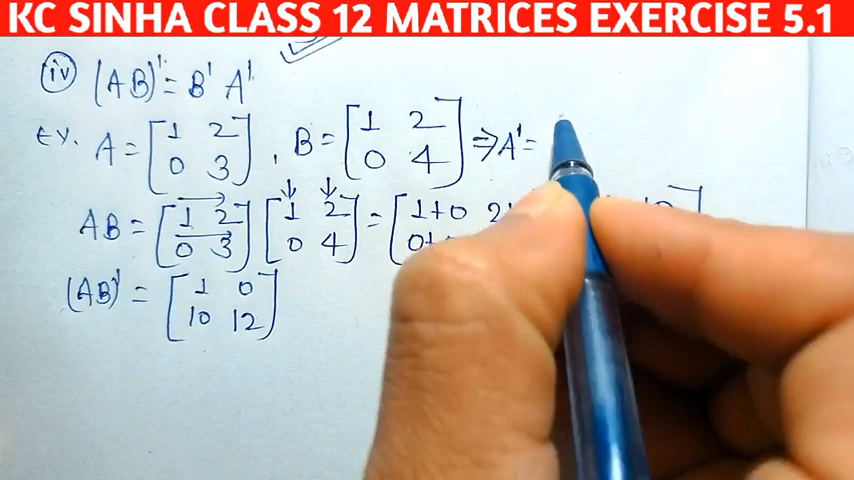 KC SINHA CLASS 12 MATRICES EXERCISE 5.1
iv (AB)' = B' A'
Ex. A = [1 2 0 3], B = [1 2 0 4] ⇒ A' =
AB = [1 2 0 3] [1 2 0 4] = [1+0 2+
(AB)' = [1 0 10 12]